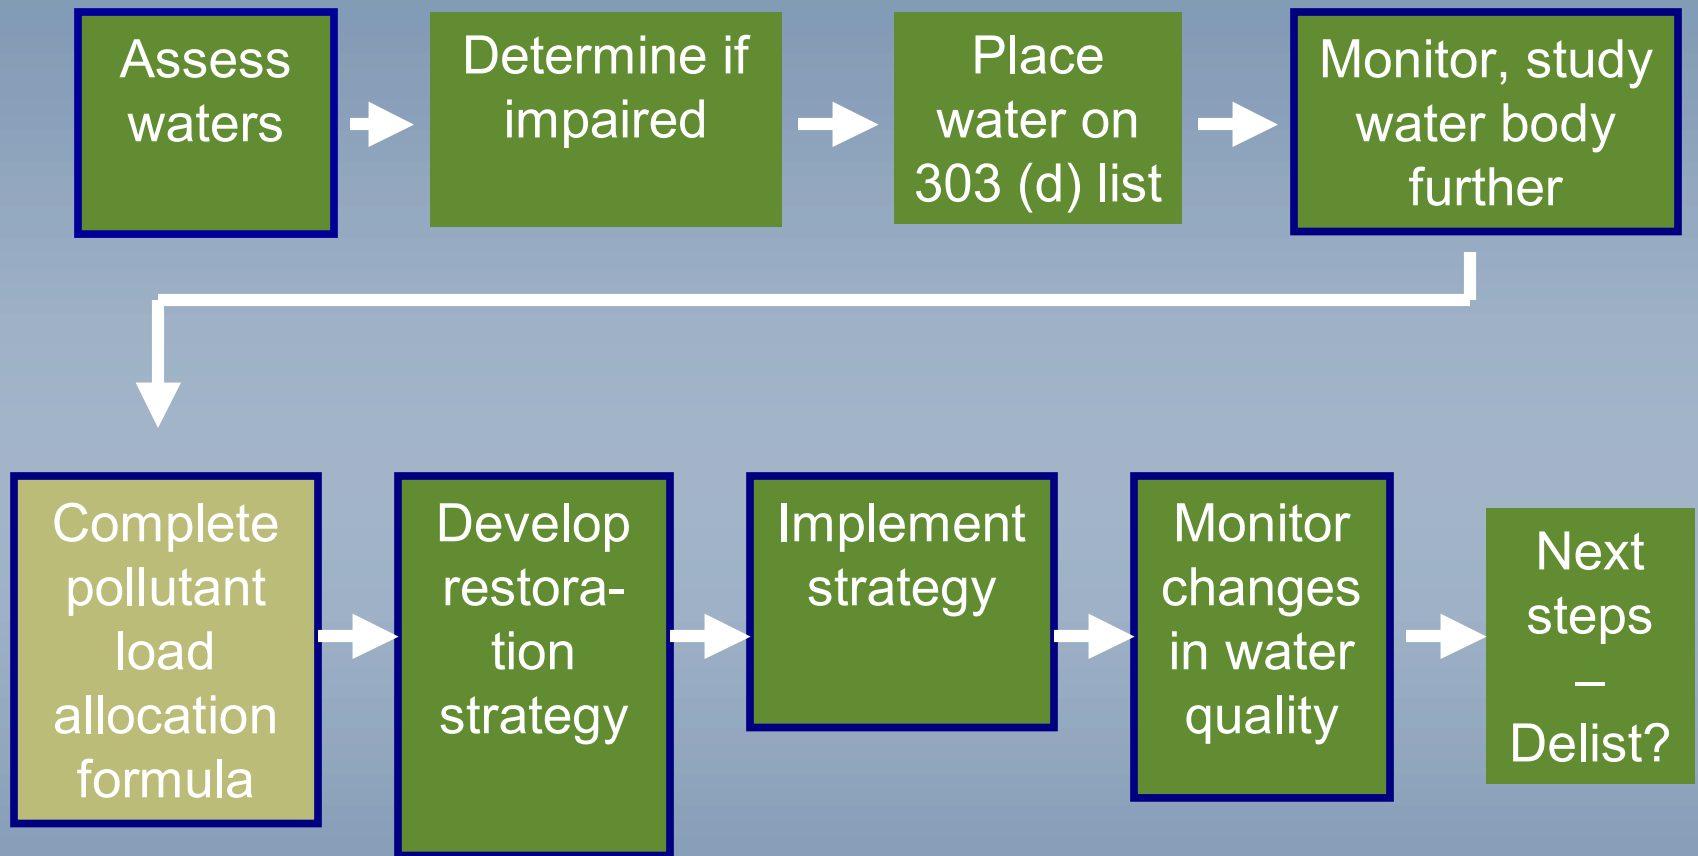 Assess
waters
Determine if
impaired
Place
water on
303 (d) list
Monitor, study
water body
further
Complete
pollutant
load
allocation
formula
Develop
restora-
tion
strategy
Implement
strategy
Monitor
changes
in water
quality
Next
steps
–
Delist?